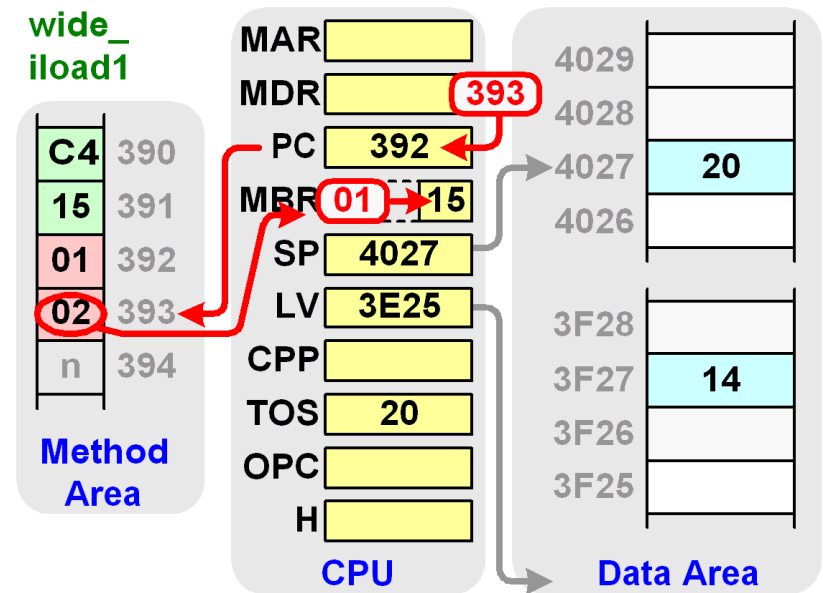 wide_
iload1
C4 390
15 391
01 392
02 393
n 394
Method
Area
MAR
MDR 393
PC 392
MBR 01 15
SP 4027
LV 3E25
CPP
TOS 20
OPC
H
CPU
4029
4028
4027 20
4026
3F28
3F27 14
3F26
3F25
Data Area